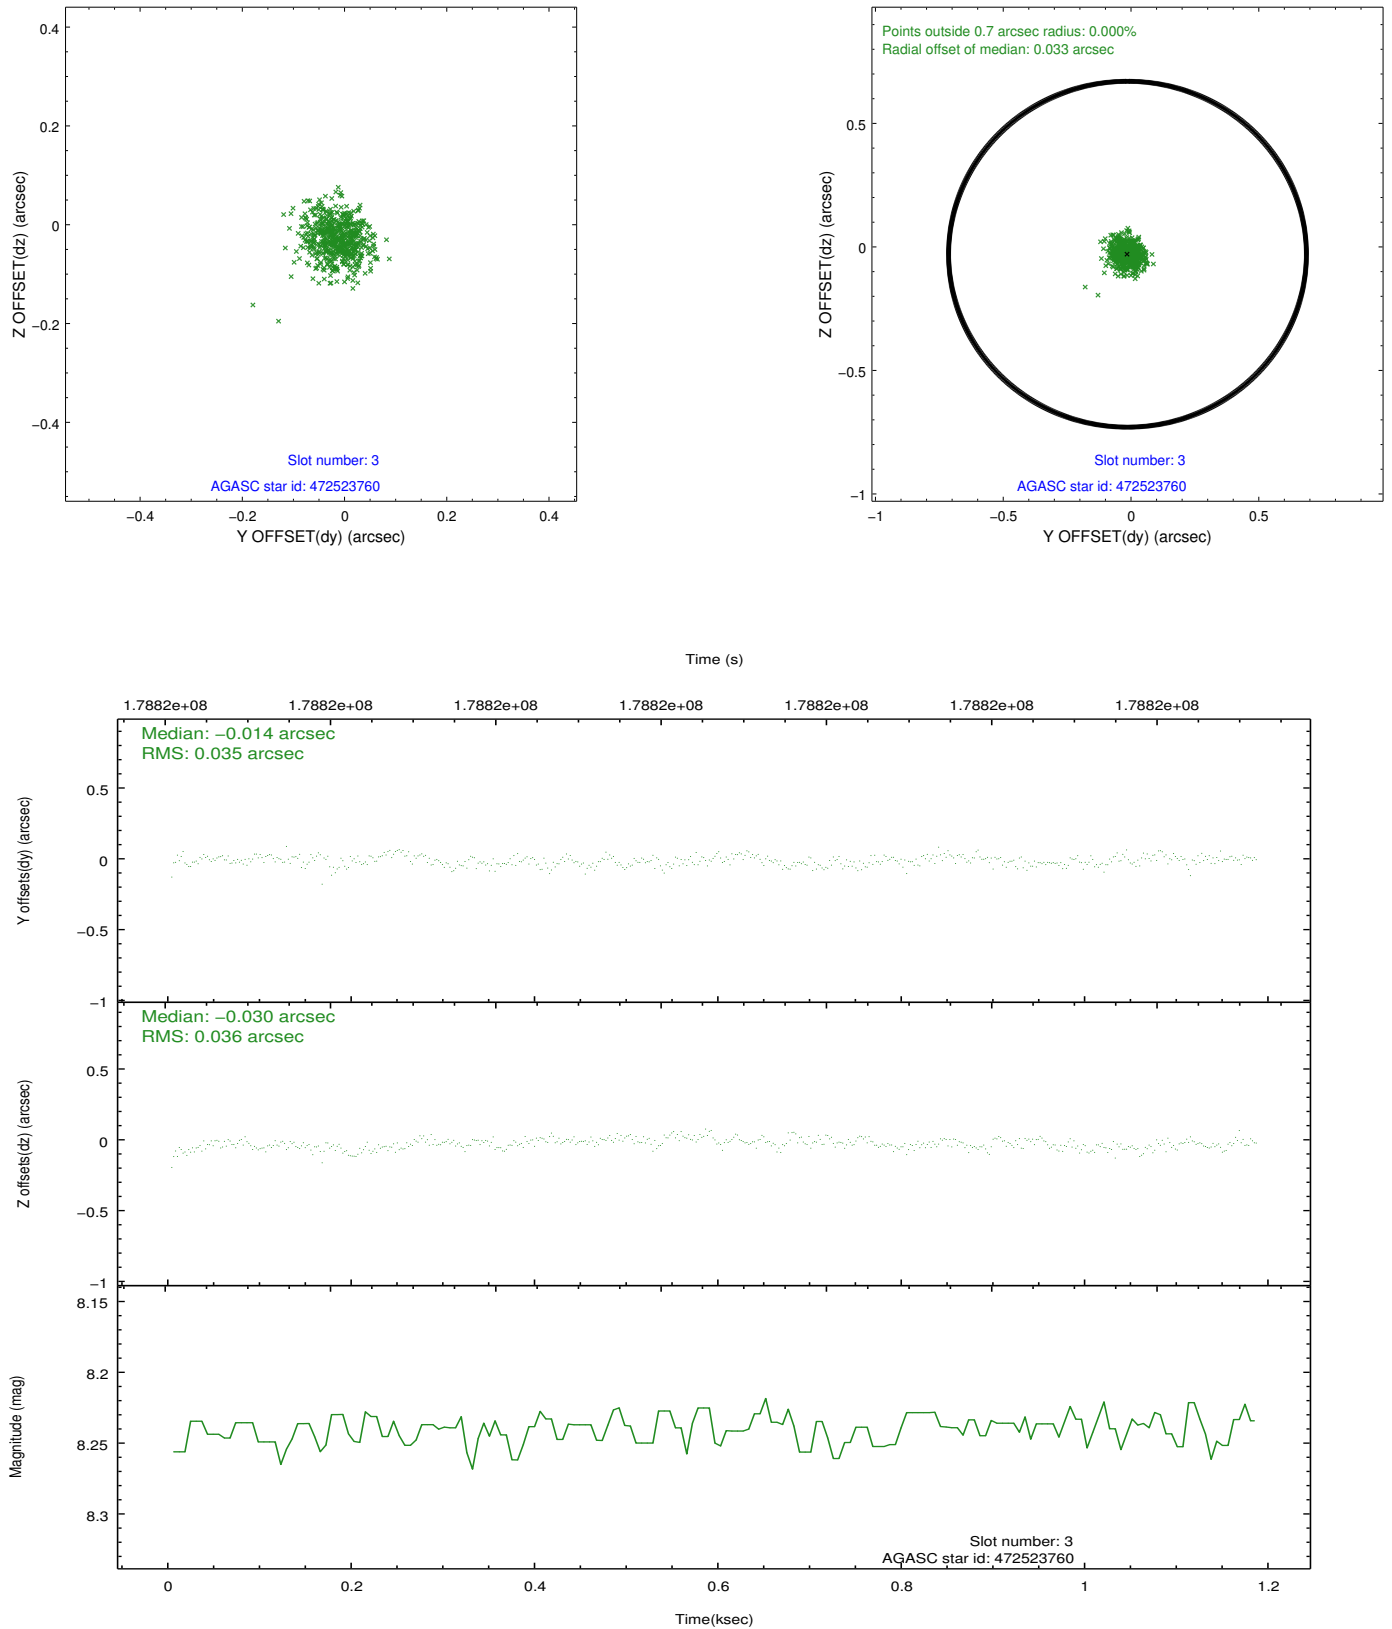 0.4
0.2
0
−0.2
−0.4
Z OFFSET(dz) (arcsec)
Slot number: 3
AGASC star id: 472523760
−0.4 −0.2 0 0.2 0.4
Y OFFSET(dy) (arcsec)
Points outside 0.7 arcsec radius: 0.000%
Radial offset of median: 0.033 arcsec
0.5
0
−0.5
−1
Z OFFSET(dz) (arcsec)
Slot number: 3
AGASC star id: 472523760
−1 −0.5 0 0.5
Y OFFSET(dy) (arcsec)
Time (s)
1.7882e+08 1.7882e+08 1.7882e+08 1.7882e+08 1.7882e+08 1.7882e+08 1.7882e+08
Median: −0.014 arcsec
RMS: 0.035 arcsec
0.5
0
−0.5
−1
Y offsets(dy) (arcsec)
Median: −0.030 arcsec
RMS: 0.036 arcsec
0.5
0
−0.5
−1
Z offsets(dz) (arcsec)
8.15
8.2
8.25
8.3
Magnitude (mag)
Slot number: 3
AGASC star id: 472523760
0 0.2 0.4 0.6 0.8 1 1.2
Time(ksec)